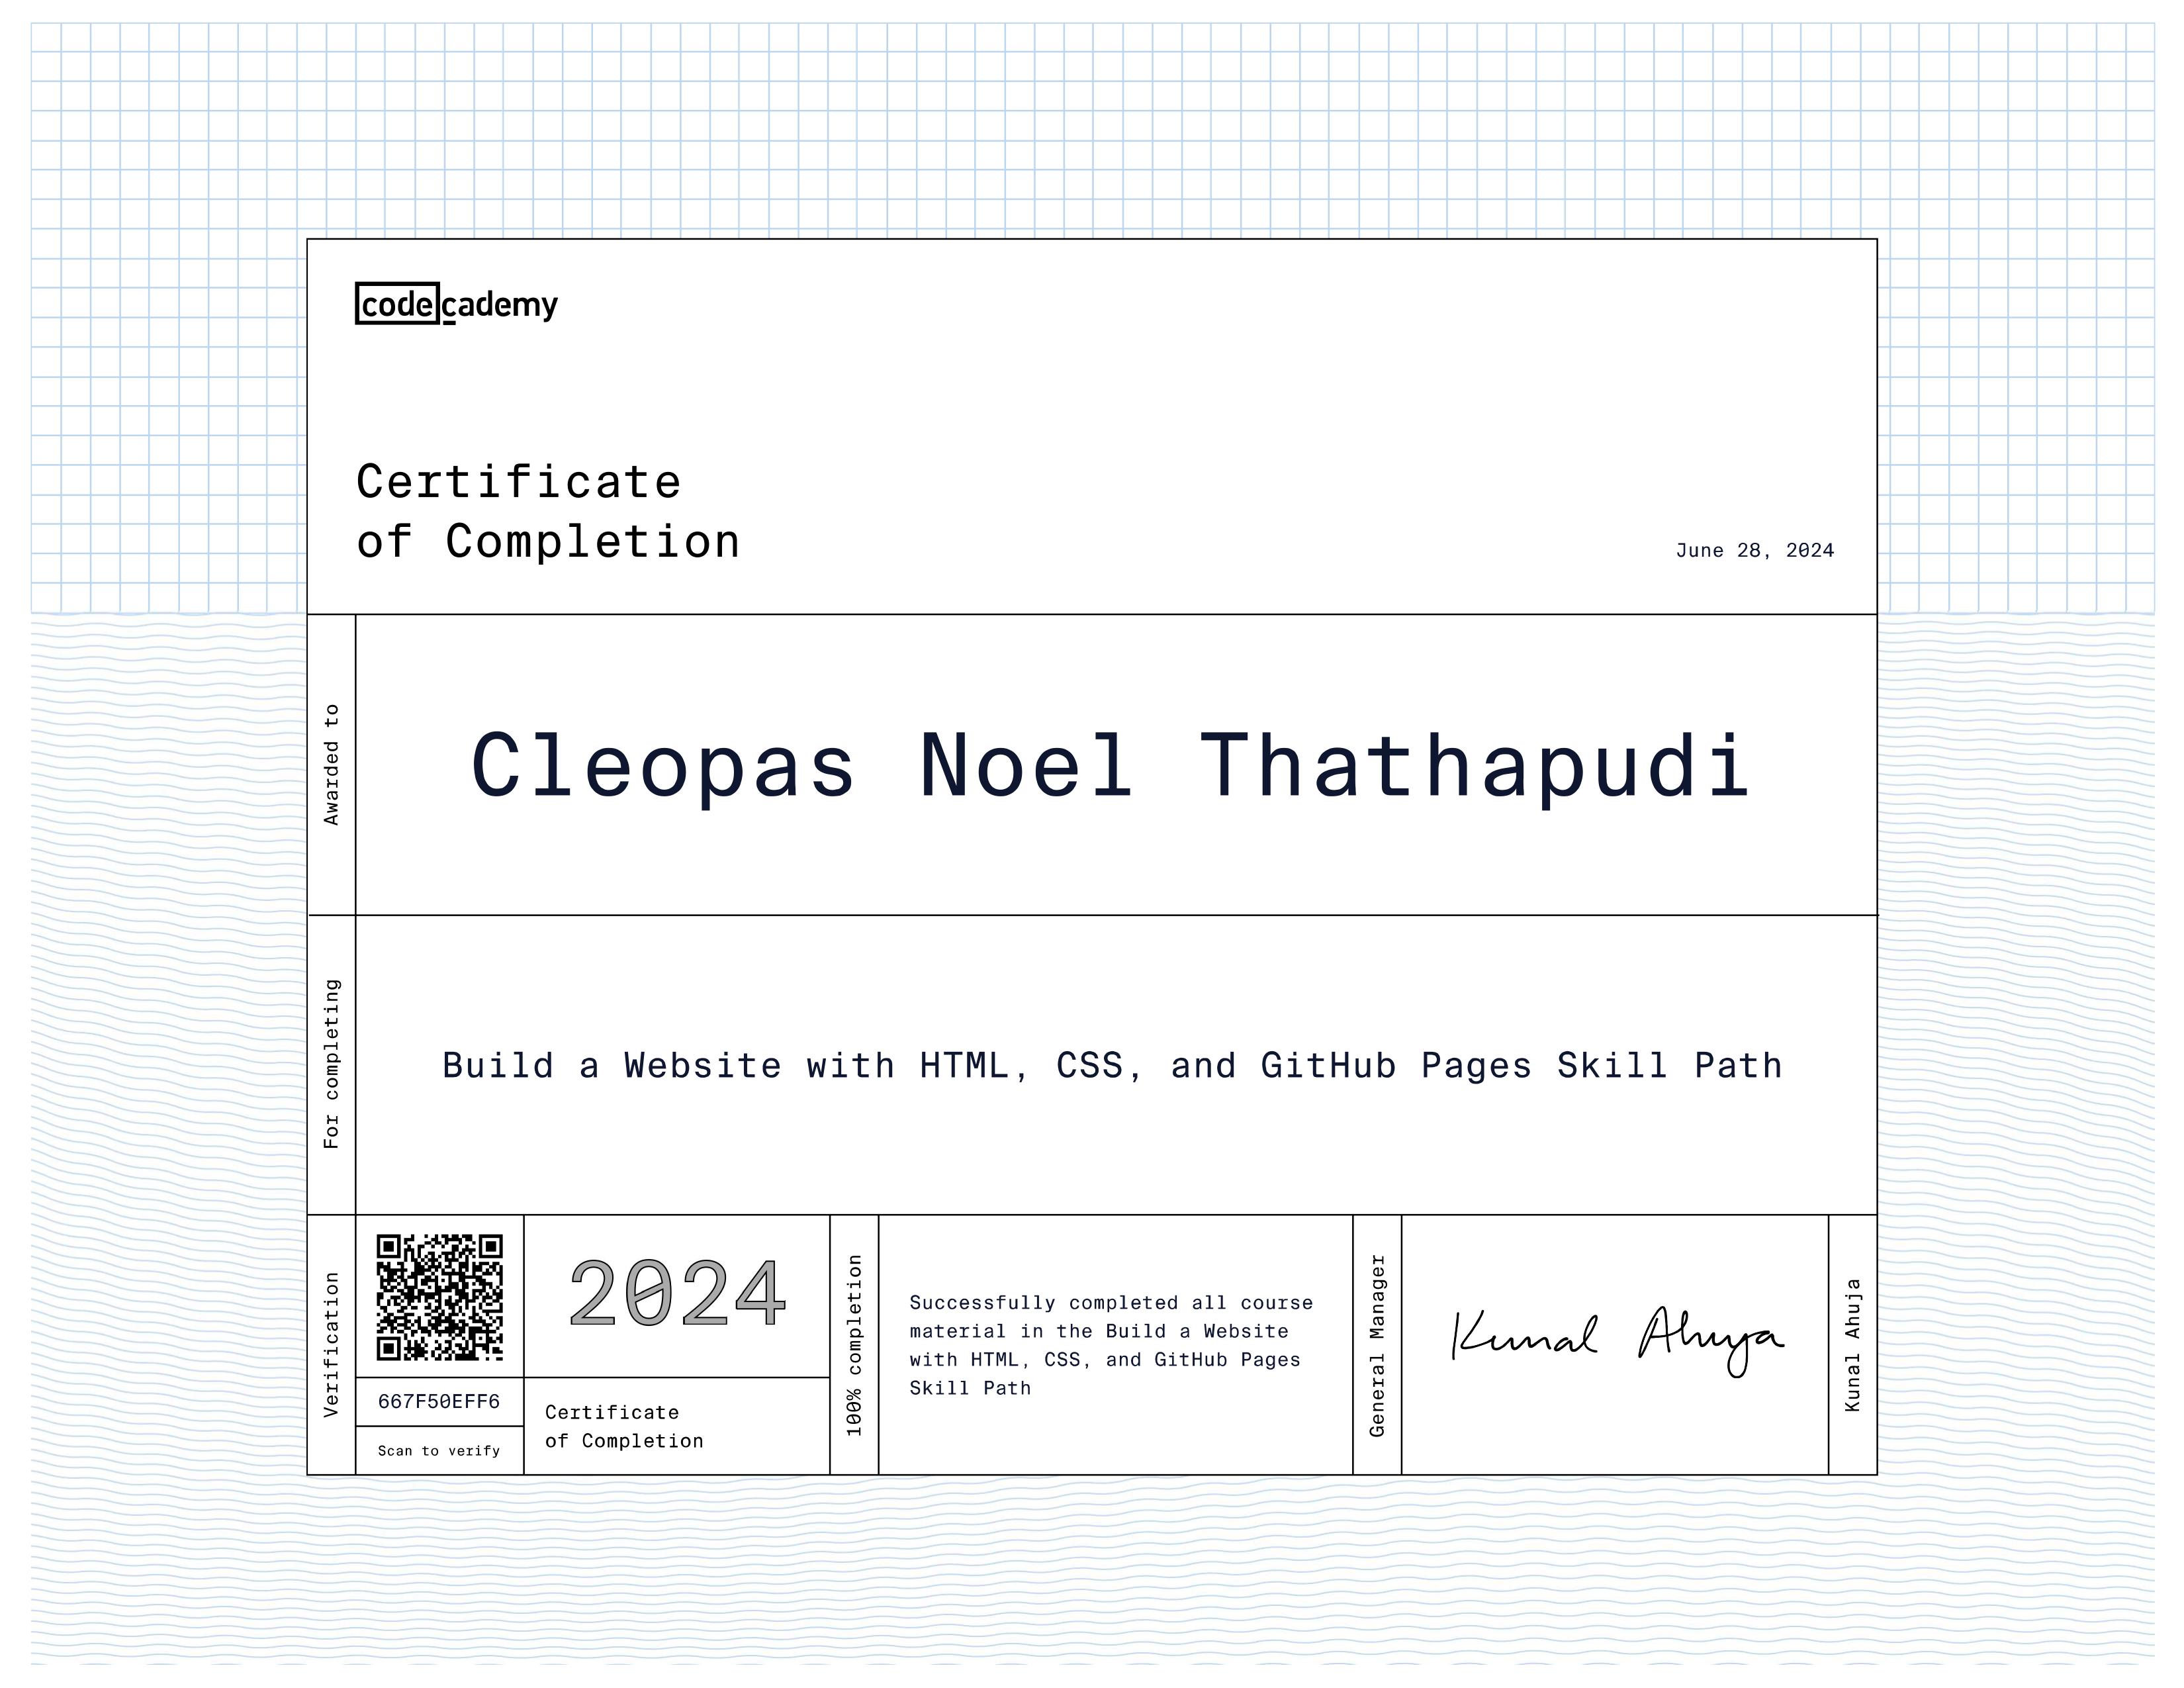 codecademy
Certificate
of Completion
June 28, 2024
Awarded to
Cleopas Noel Thathapudi
For completing
Build a Website with HTML, CSS, and GitHub Pages Skill Path
Verification
667F50EFF6
Scan to verify
2024
Certificate
of Completion
100% completion
Successfully completed all course
material in the Build a Website
with HTML, CSS, and GitHub Pages
Skill Path
General Manager
Kunal Ahuja
Kunal Ahuja